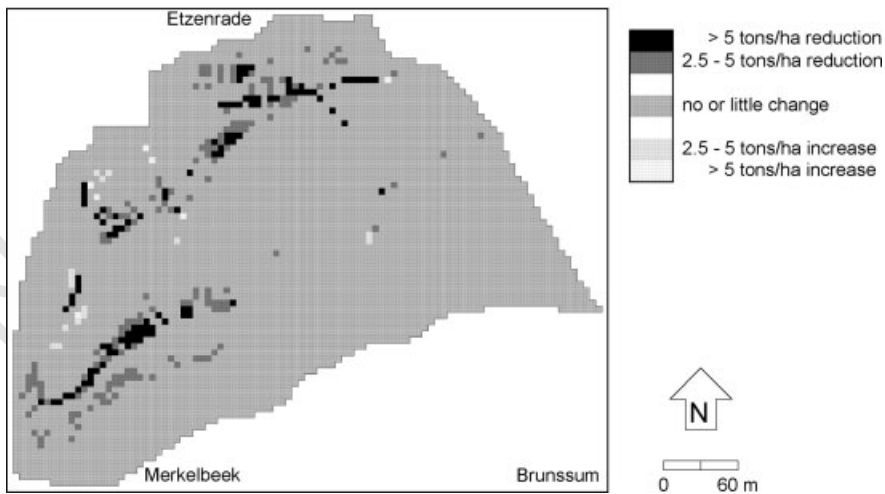 Etzenrade
Merkelbeek
Brunssum
> 5 tons/ha reduction
2.5 - 5 tons/ha reduction
no or little change
2.5 - 5 tons/ha increase
> 5 tons/ha increase
N
0 60 m